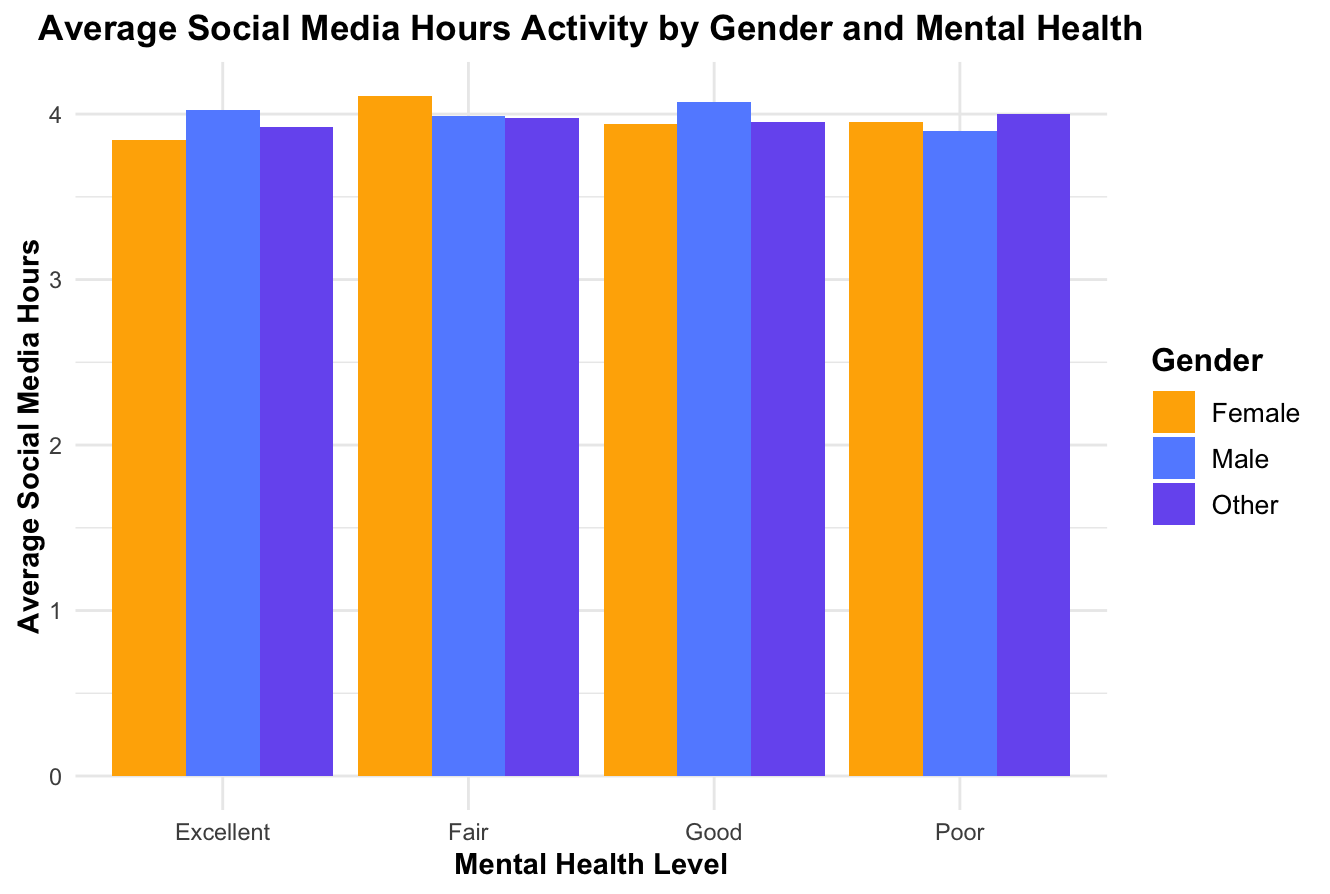 Average Social Media Hours Activity by Gender and Mental Health
Average Social Media Hours
4
3
2
1
0
Excellent Fair Good Poor
Mental Health Level
Gender
Female
Male
Other